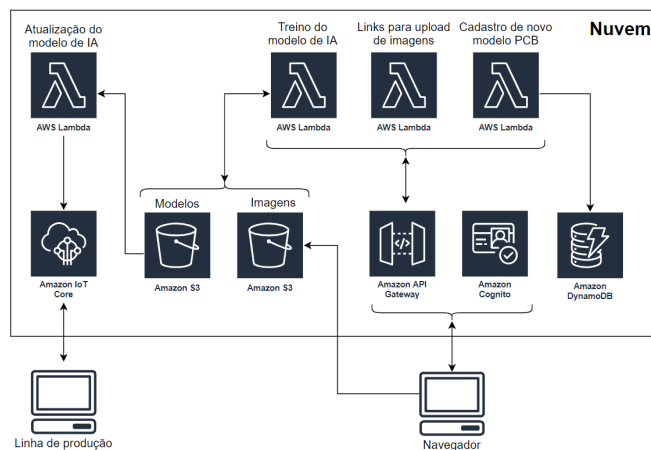 Nuvem
Atualização do
modelo de IA
AWS Lambda
Treino do
modelo de IA
AWS Lambda
Links para upload
de imagens
AWS Lambda
Cadastro de novo
modelo PCB
AWS Lambda
Amazon IoT
Core
Modelos
Amazon S3
Imagens
Amazon S3
Amazon API
Gateway
Amazon
Cognito
Amazon
DynamoDB
Linha de produção
Navegador